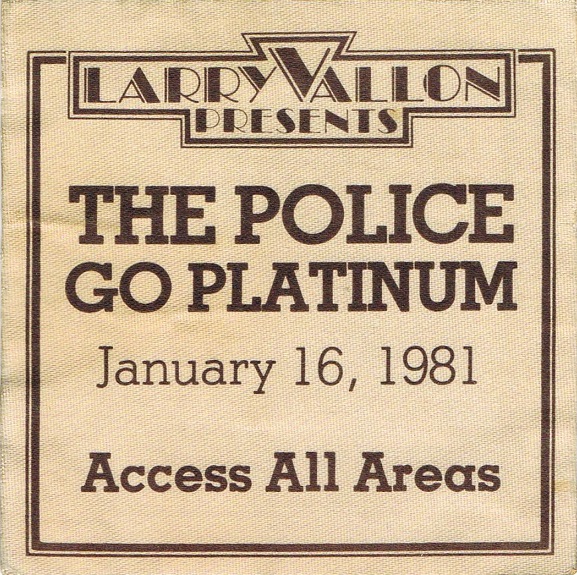 LARRY VALLON
PRESENTS
THE POLICE
GO PLATINUM
January 16, 1981
Access All Areas